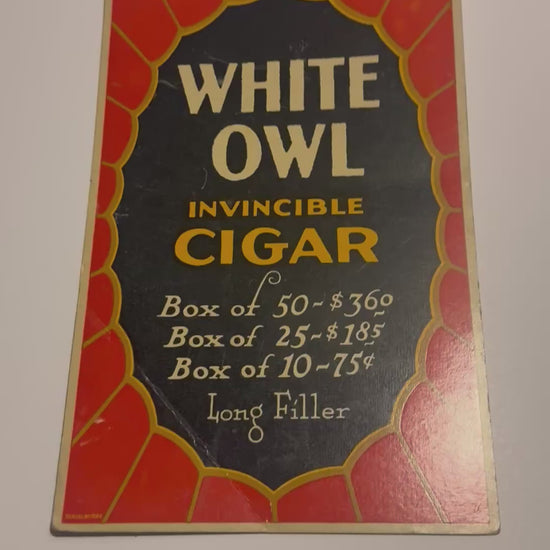 WHITE
OWL
INVINCIBLE
CIGAR
Box of 50~$3.60
Box of 25~$1.85
Box of 10~75¢
Long Filler